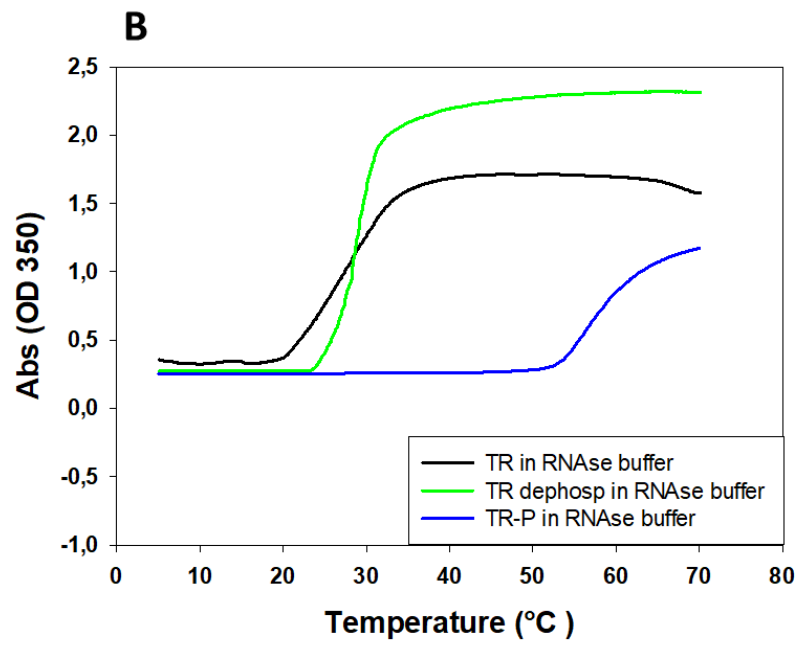 B
2,5
2,0
1,5
1,0
0,5
0,0
-0,5
-1,0
Abs (OD 350)
TR in RNAse buffer
TR dephosp in RNAse buffer
TR-P in RNAse buffer
0 10 20 30 40 50 60 70 80
Temperature (°C )